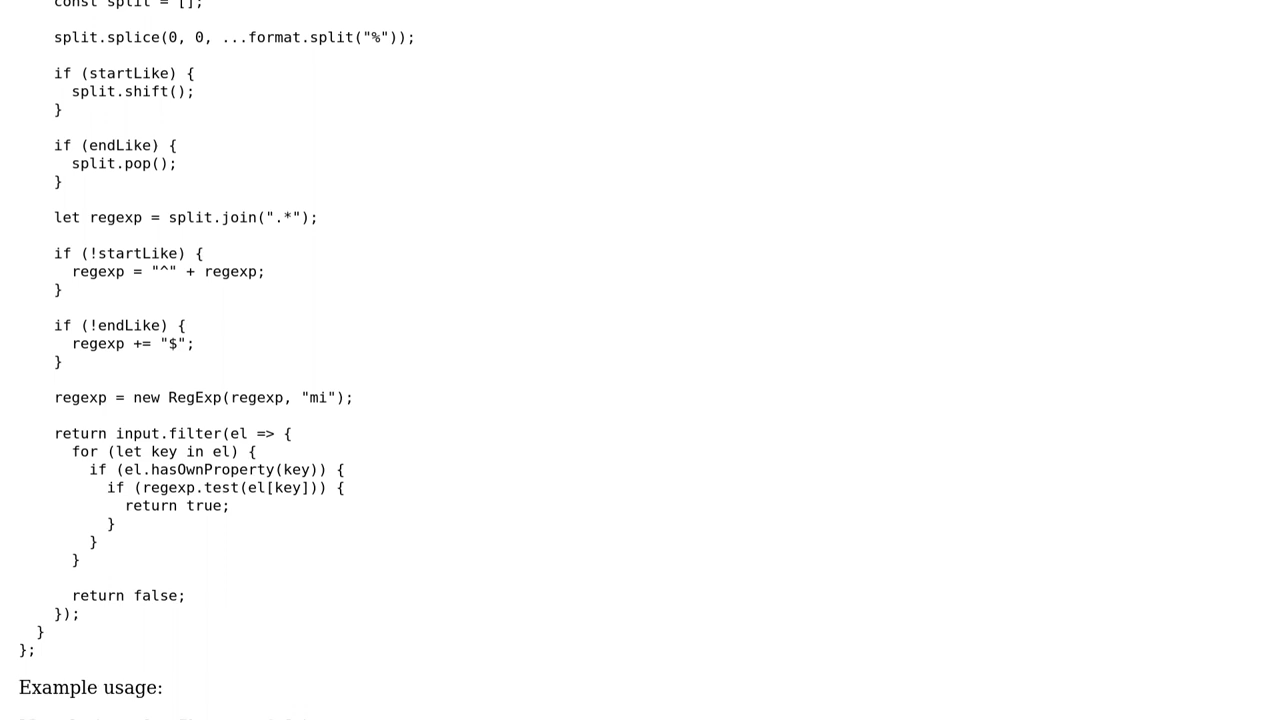 const split = [];
split.splice(0, 0, ...format.split("%"));
if (startLike) {
split.shift();
}
if (endLike) {
split.pop();
}
let regexp = split.join(".*");
if (!startLike) {
regexp = "^" + regexp;
}
if (!endLike) {
regexp += "$";
}
regexp = new RegExp(regexp, "mi");
return input.filter(el => {
for (let key in el) {
if (el.hasOwnProperty(key)) {
if (regexp.test(el[key])) {
return true;
}
}
}
return false;
});
}
};
Example usage: